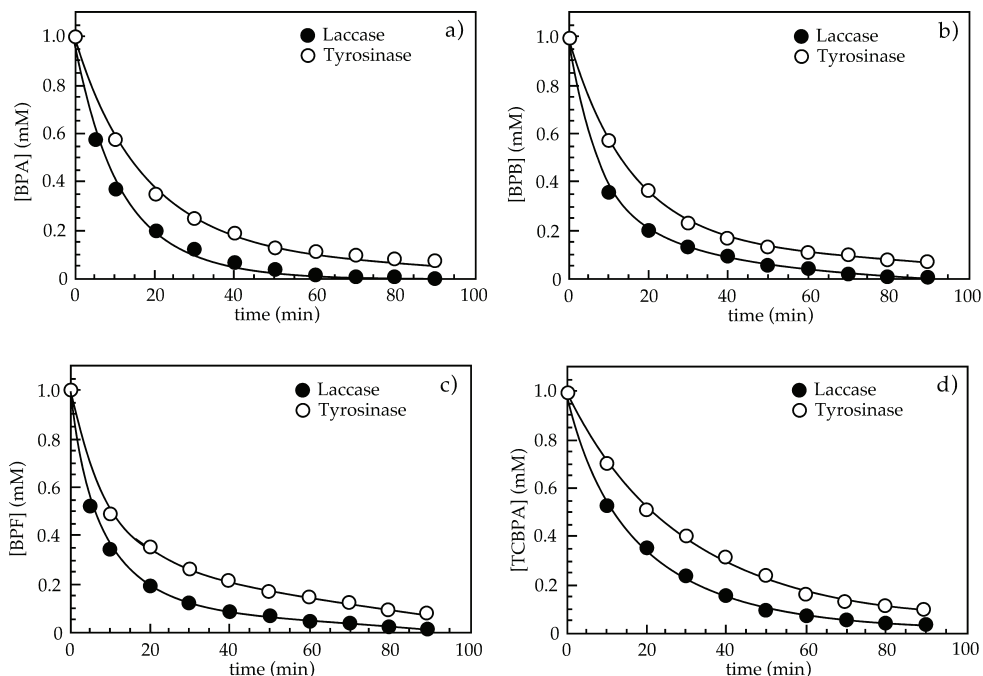 a)
Laccase
Tyrosinase
[BPA] (mM)
1.0
0.8
0.6
0.4
0.2
0
0 20 40 60 80 100
time (min)
b)
Laccase
Tyrosinase
[BPB] (mM)
1.0
0.8
0.6
0.4
0.2
0
0 20 40 60 80 100
time (min)
c)
Laccase
Tyrosinase
[BPF] (mM)
1.0
0.8
0.6
0.4
0.2
0
0 20 40 60 80 100
time (min)
d)
Laccase
Tyrosinase
[TCBPA] (mM)
1.0
0.8
0.6
0.4
0.2
0
0 20 40 60 80 100
time (min)